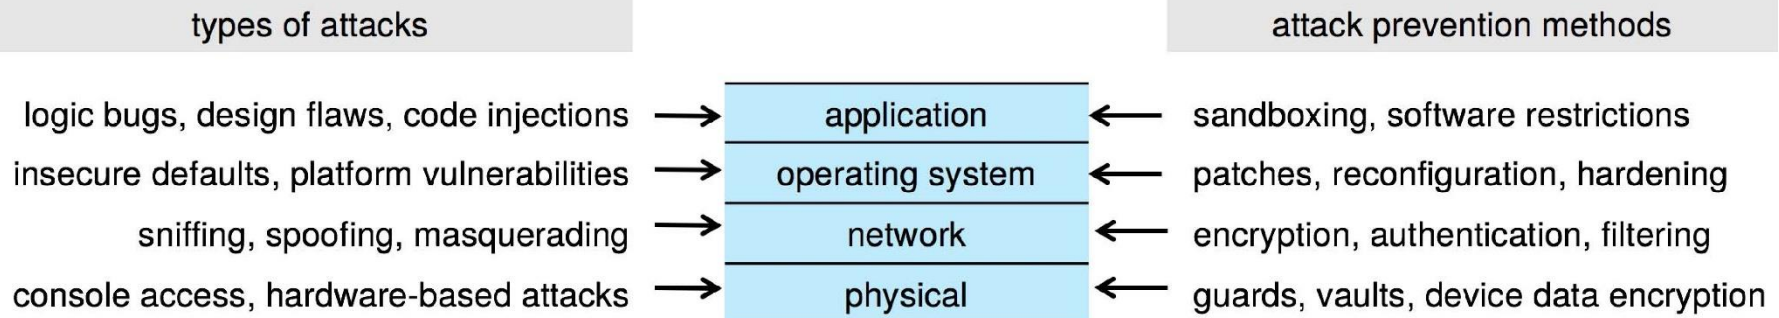 types of attacks
attack prevention methods
logic bugs, design flaws, code injections
application
sandboxing, software restrictions
insecure defaults, platform vulnerabilities
operating system
patches, reconfiguration, hardening
sniffing, spoofing, masquerading
network
encryption, authentication, filtering
console access, hardware-based attacks
physical
guards, vaults, device data encryption